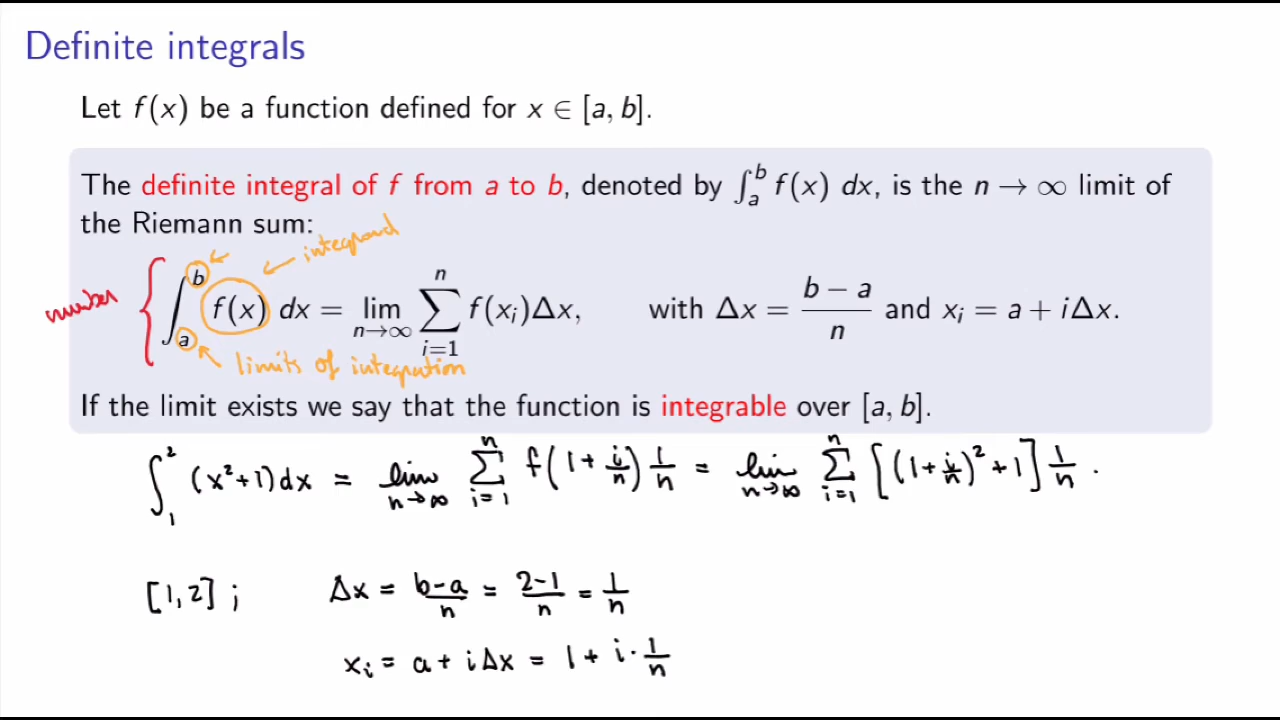 Definite integrals
Let f(x) be a function defined for x ∈ [a, b].
The definite integral of f from a to b, denoted by ∫_a^b f(x) dx, is the n → ∞ limit of
the Riemann sum:
integrand
number { ∫_a^b f(x) dx = lim_{n→∞} ∑_{i=1}^n f(x_i)Δx, with Δx = (b − a)/n and x_i = a + iΔx.
limits of integration
If the limit exists we say that the function is integrable over [a, b].
∫_1^2 (x²+1)dx = lim_{n→∞} ∑_{i=1}^n f(1 + i/n) 1/n = lim_{n→∞} ∑_{i=1}^n [(1+i/n)² + 1] 1/n .
[1,2] ; Δx = (b-a)/n = (2-1)/n = 1/n
x_i = a + iΔx = 1 + i · 1/n